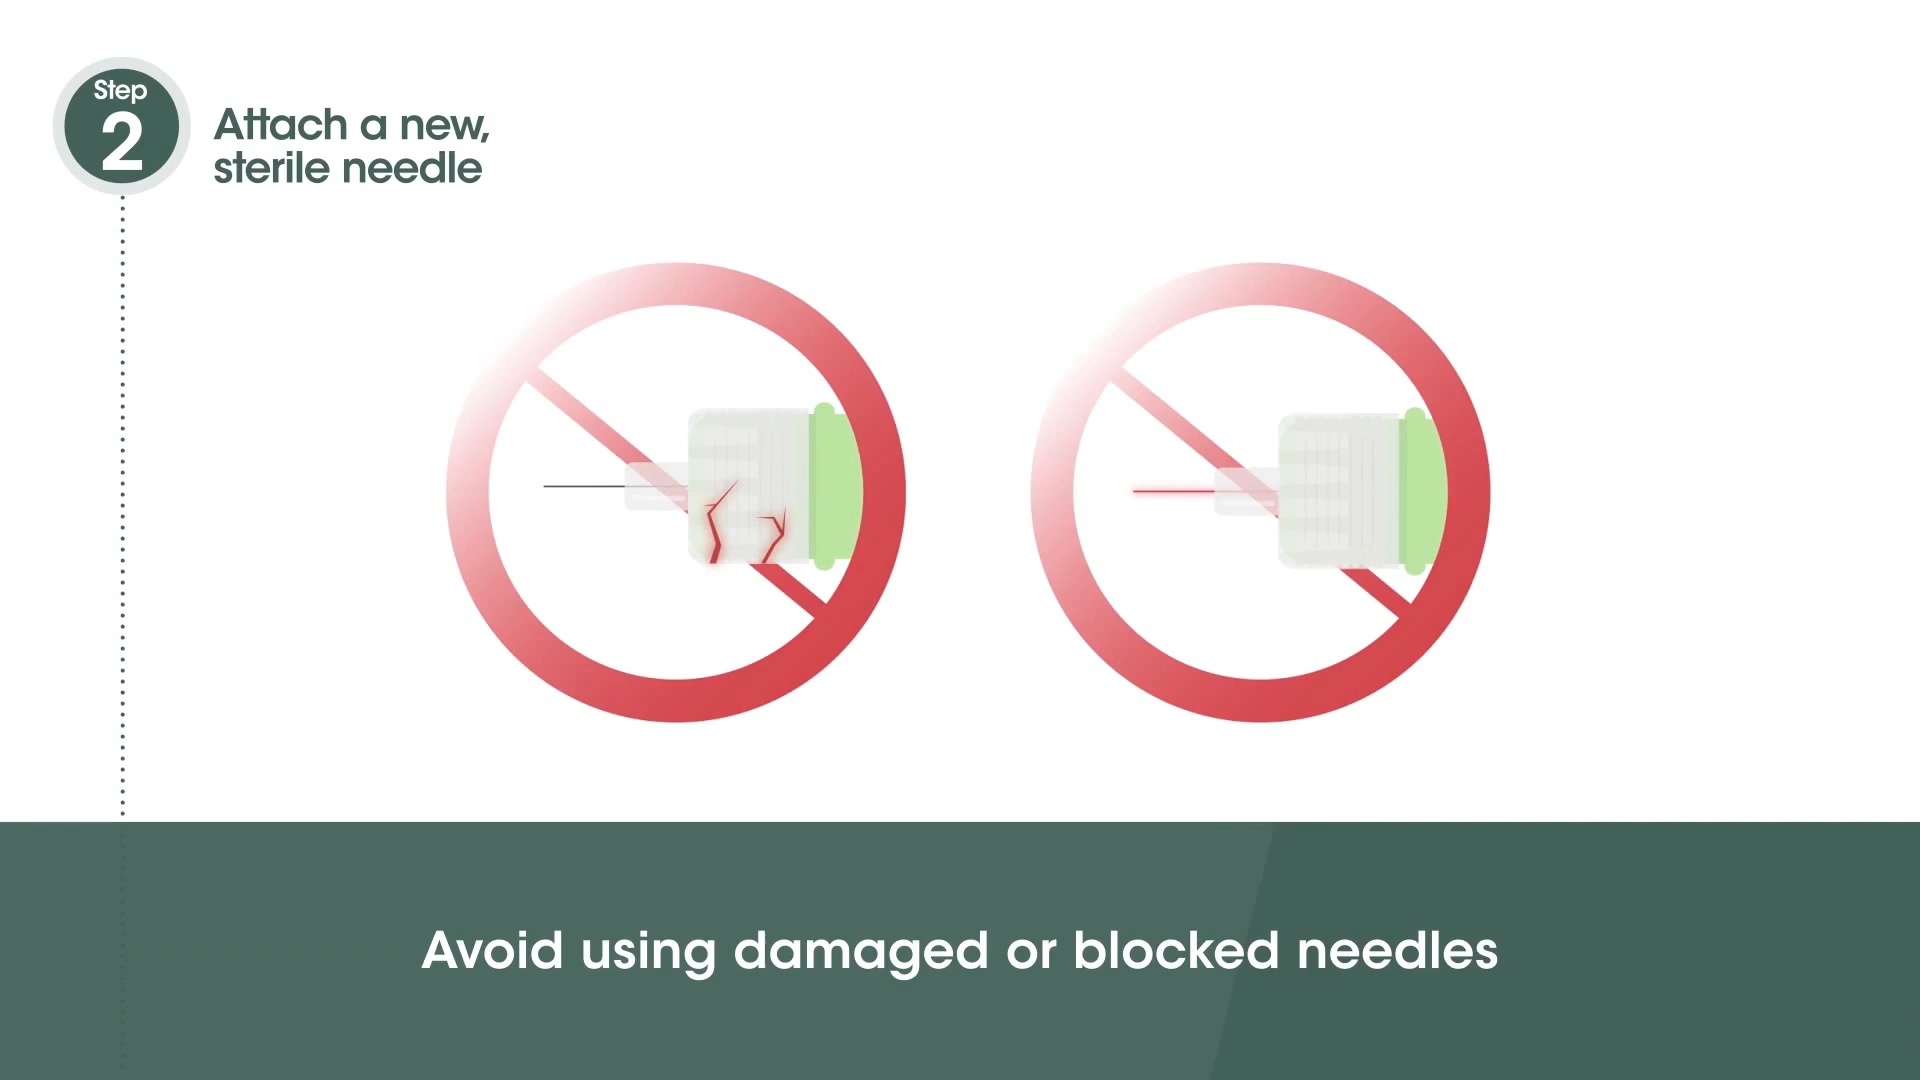 Step
2
Attach a new,
sterile needle
Avoid using damaged or blocked needles